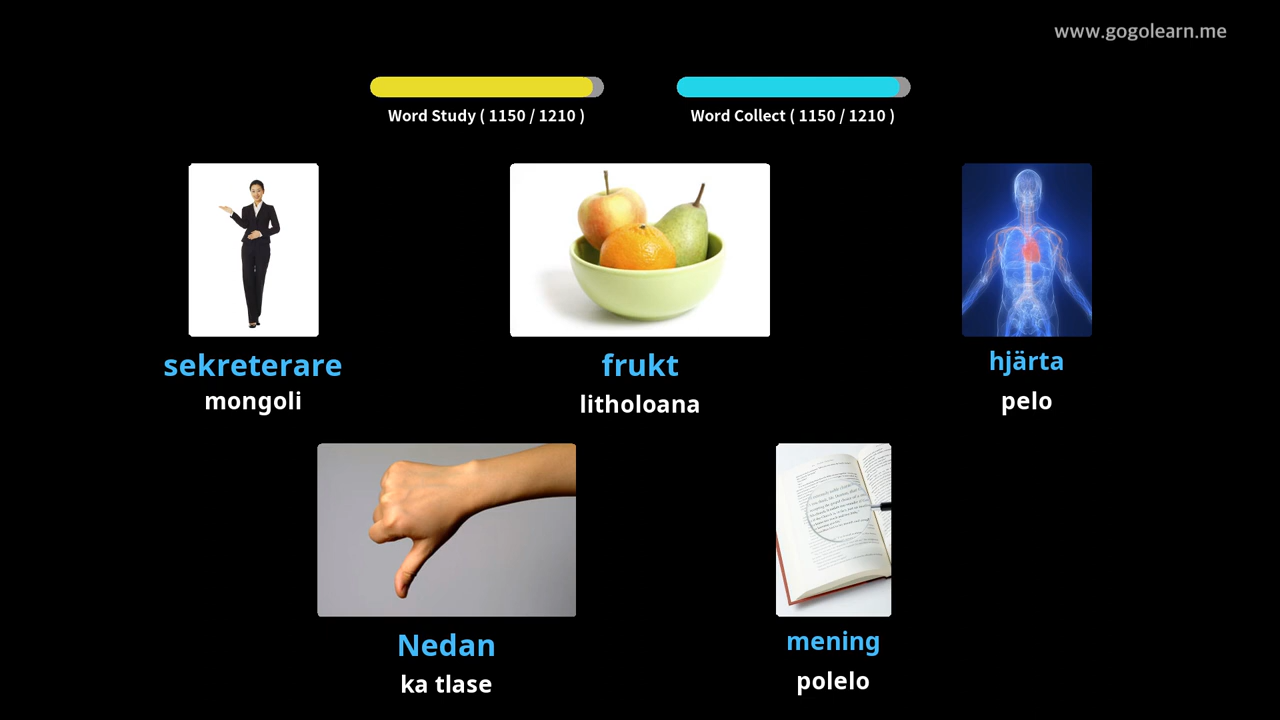 www.gogolearn.me
Word Study ( 1150 / 1210 )
Word Collect ( 1150 / 1210 )
sekreterare
mongoli
frukt
litholoana
hjärta
pelo
Nedan
ka tlase
mening
polelo